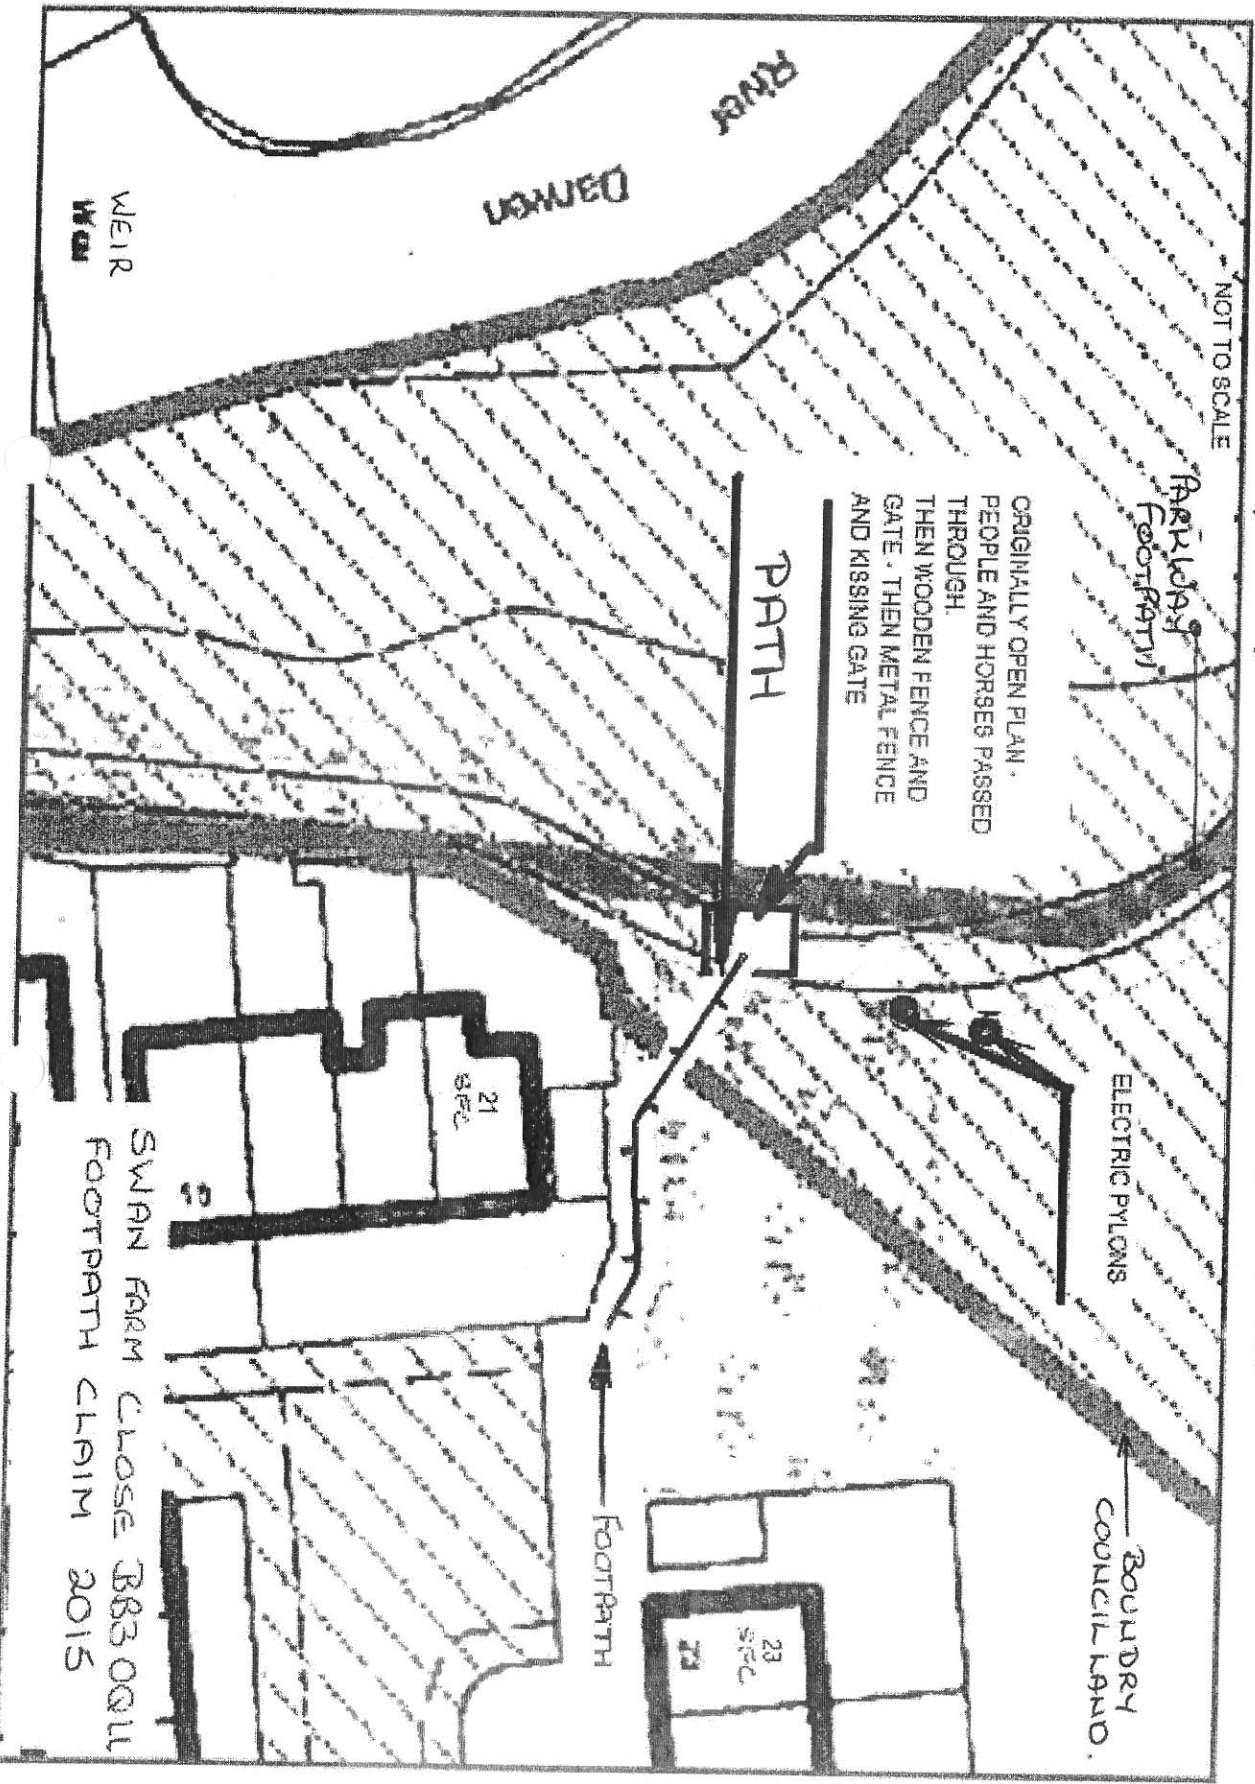 NOT TO SCALE
PARKWAY
FOOTPATH
River
Darwen
WEIR
ORIGINALLY OPEN PLAN.
PEOPLE AND HORSES PASSED
THROUGH.
THEN WOODEN FENCE AND
GATE - THEN METAL FENCE
AND KISSING GATE
PATH
ELECTRIC PYLONS
BOUNDRY
COUNCIL LAND.
21
SFC
23
SFC
FOOTPATH
SWAN FARM CLOSE BB3 0QU
FOOTPATH CLAIM 2015